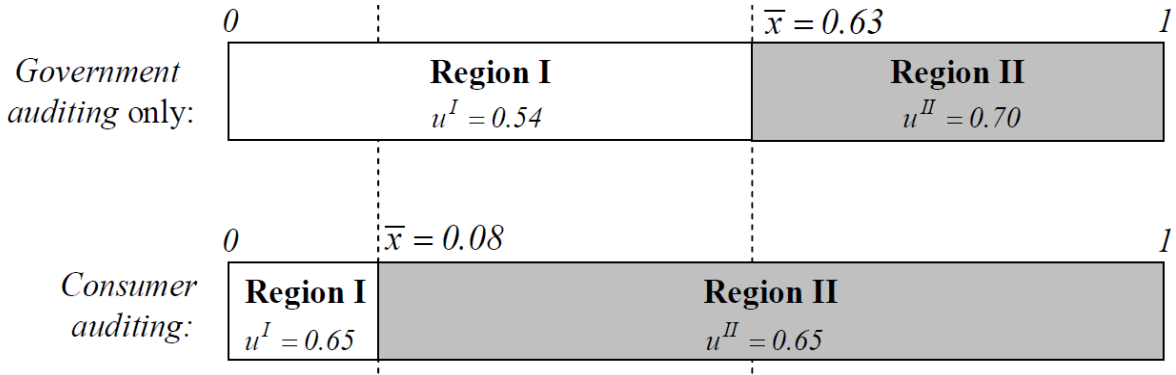 0 x̄ = 0.63 1
Government auditing only:
Region I
u^I = 0.54
Region II
u^II = 0.70
0 x̄ = 0.08 1
Consumer auditing:
Region I
u^I = 0.65
Region II
u^II = 0.65